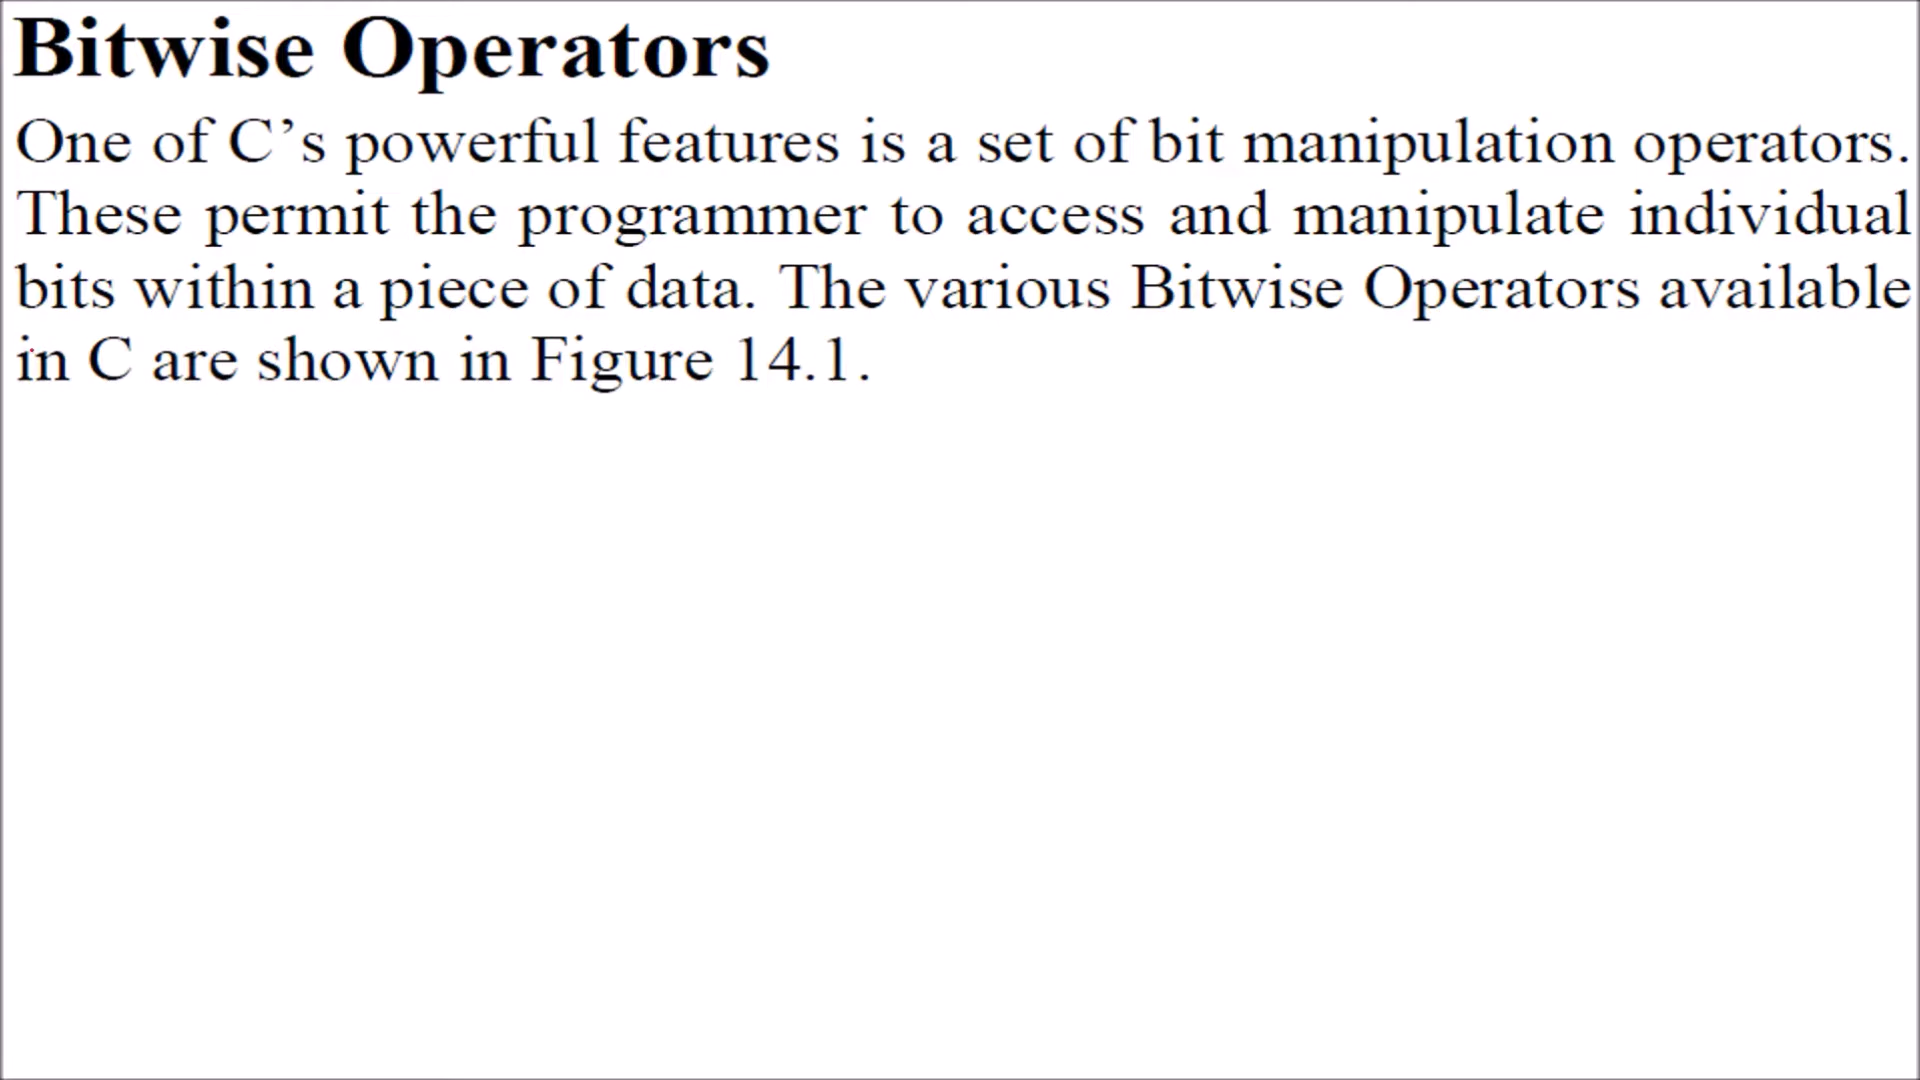 Bitwise Operators
One of C’s powerful features is a set of bit manipulation operators.
These permit the programmer to access and manipulate individual
bits within a piece of data. The various Bitwise Operators available
in C are shown in Figure 14.1.